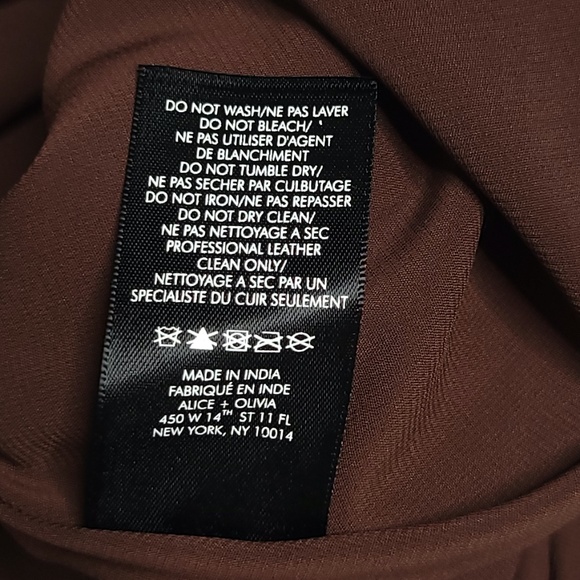 DO NOT WASH/NE PAS LAVER
DO NOT BLEACH/
NE PAS UTILISER D'AGENT
DE BLANCHIMENT
DO NOT TUMBLE DRY/
NE PAS SECHER PAR CULBUTAGE
DO NOT IRON/NE PAS REPASSER
DO NOT DRY CLEAN/
NE PAS NETTOYAGE A SEC
PROFESSIONAL LEATHER
CLEAN ONLY/
NETTOYAGE A SEC PAR UN
SPECIALISTE DU CUIR SEULEMENT
MADE IN INDIA
FABRIQUÉ EN INDE
ALICE + OLIVIA
450 W 14TH ST 11 FL
NEW YORK, NY 10014